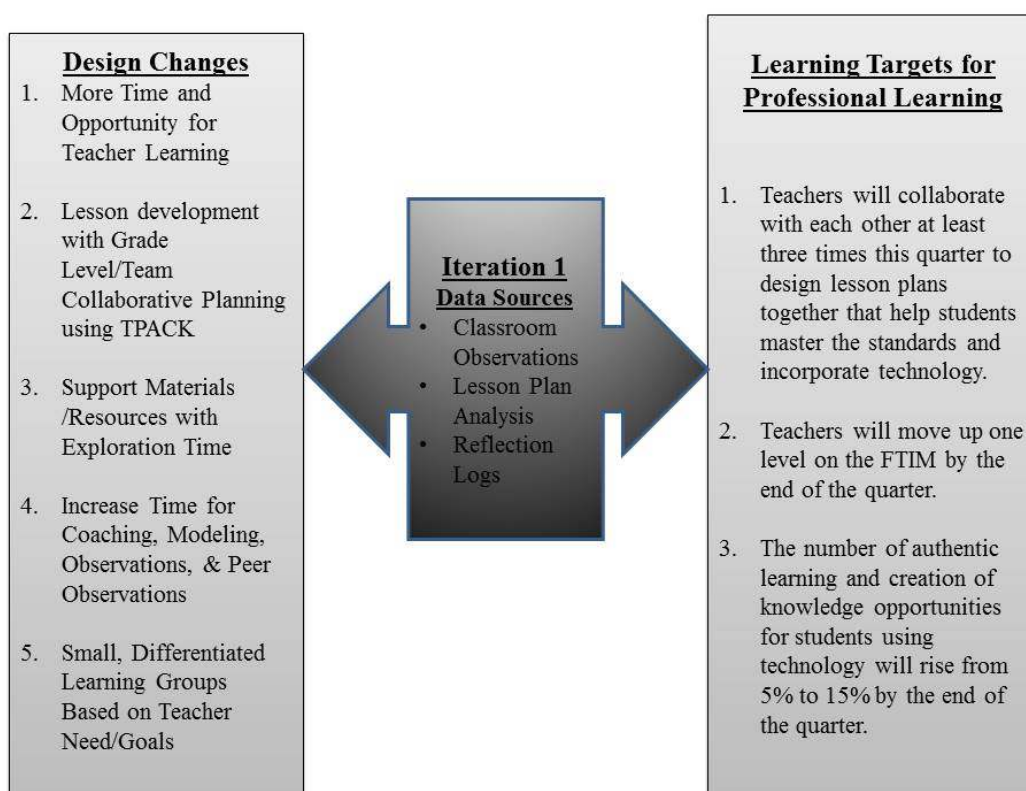 Design Changes
1. More Time and
Opportunity for
Teacher Learning
2. Lesson development
with Grade
Level/Team
Collaborative Planning
using TPACK
3. Support Materials
/Resources with
Exploration Time
4. Increase Time for
Coaching, Modeling,
Observations, & Peer
Observations
5. Small, Differentiated
Learning Groups
Based on Teacher
Need/Goals
Iteration 1
Data Sources
• Classroom
Observations
• Lesson Plan
Analysis
• Reflection
Logs
Learning Targets for
Professional Learning
1. Teachers will collaborate
with each other at least
three times this quarter to
design lesson plans
together that help students
master the standards and
incorporate technology.
2. Teachers will move up one
level on the FTIM by the
end of the quarter.
3. The number of authentic
learning and creation of
knowledge opportunities
for students using
technology will rise from
5% to 15% by the end of
the quarter.